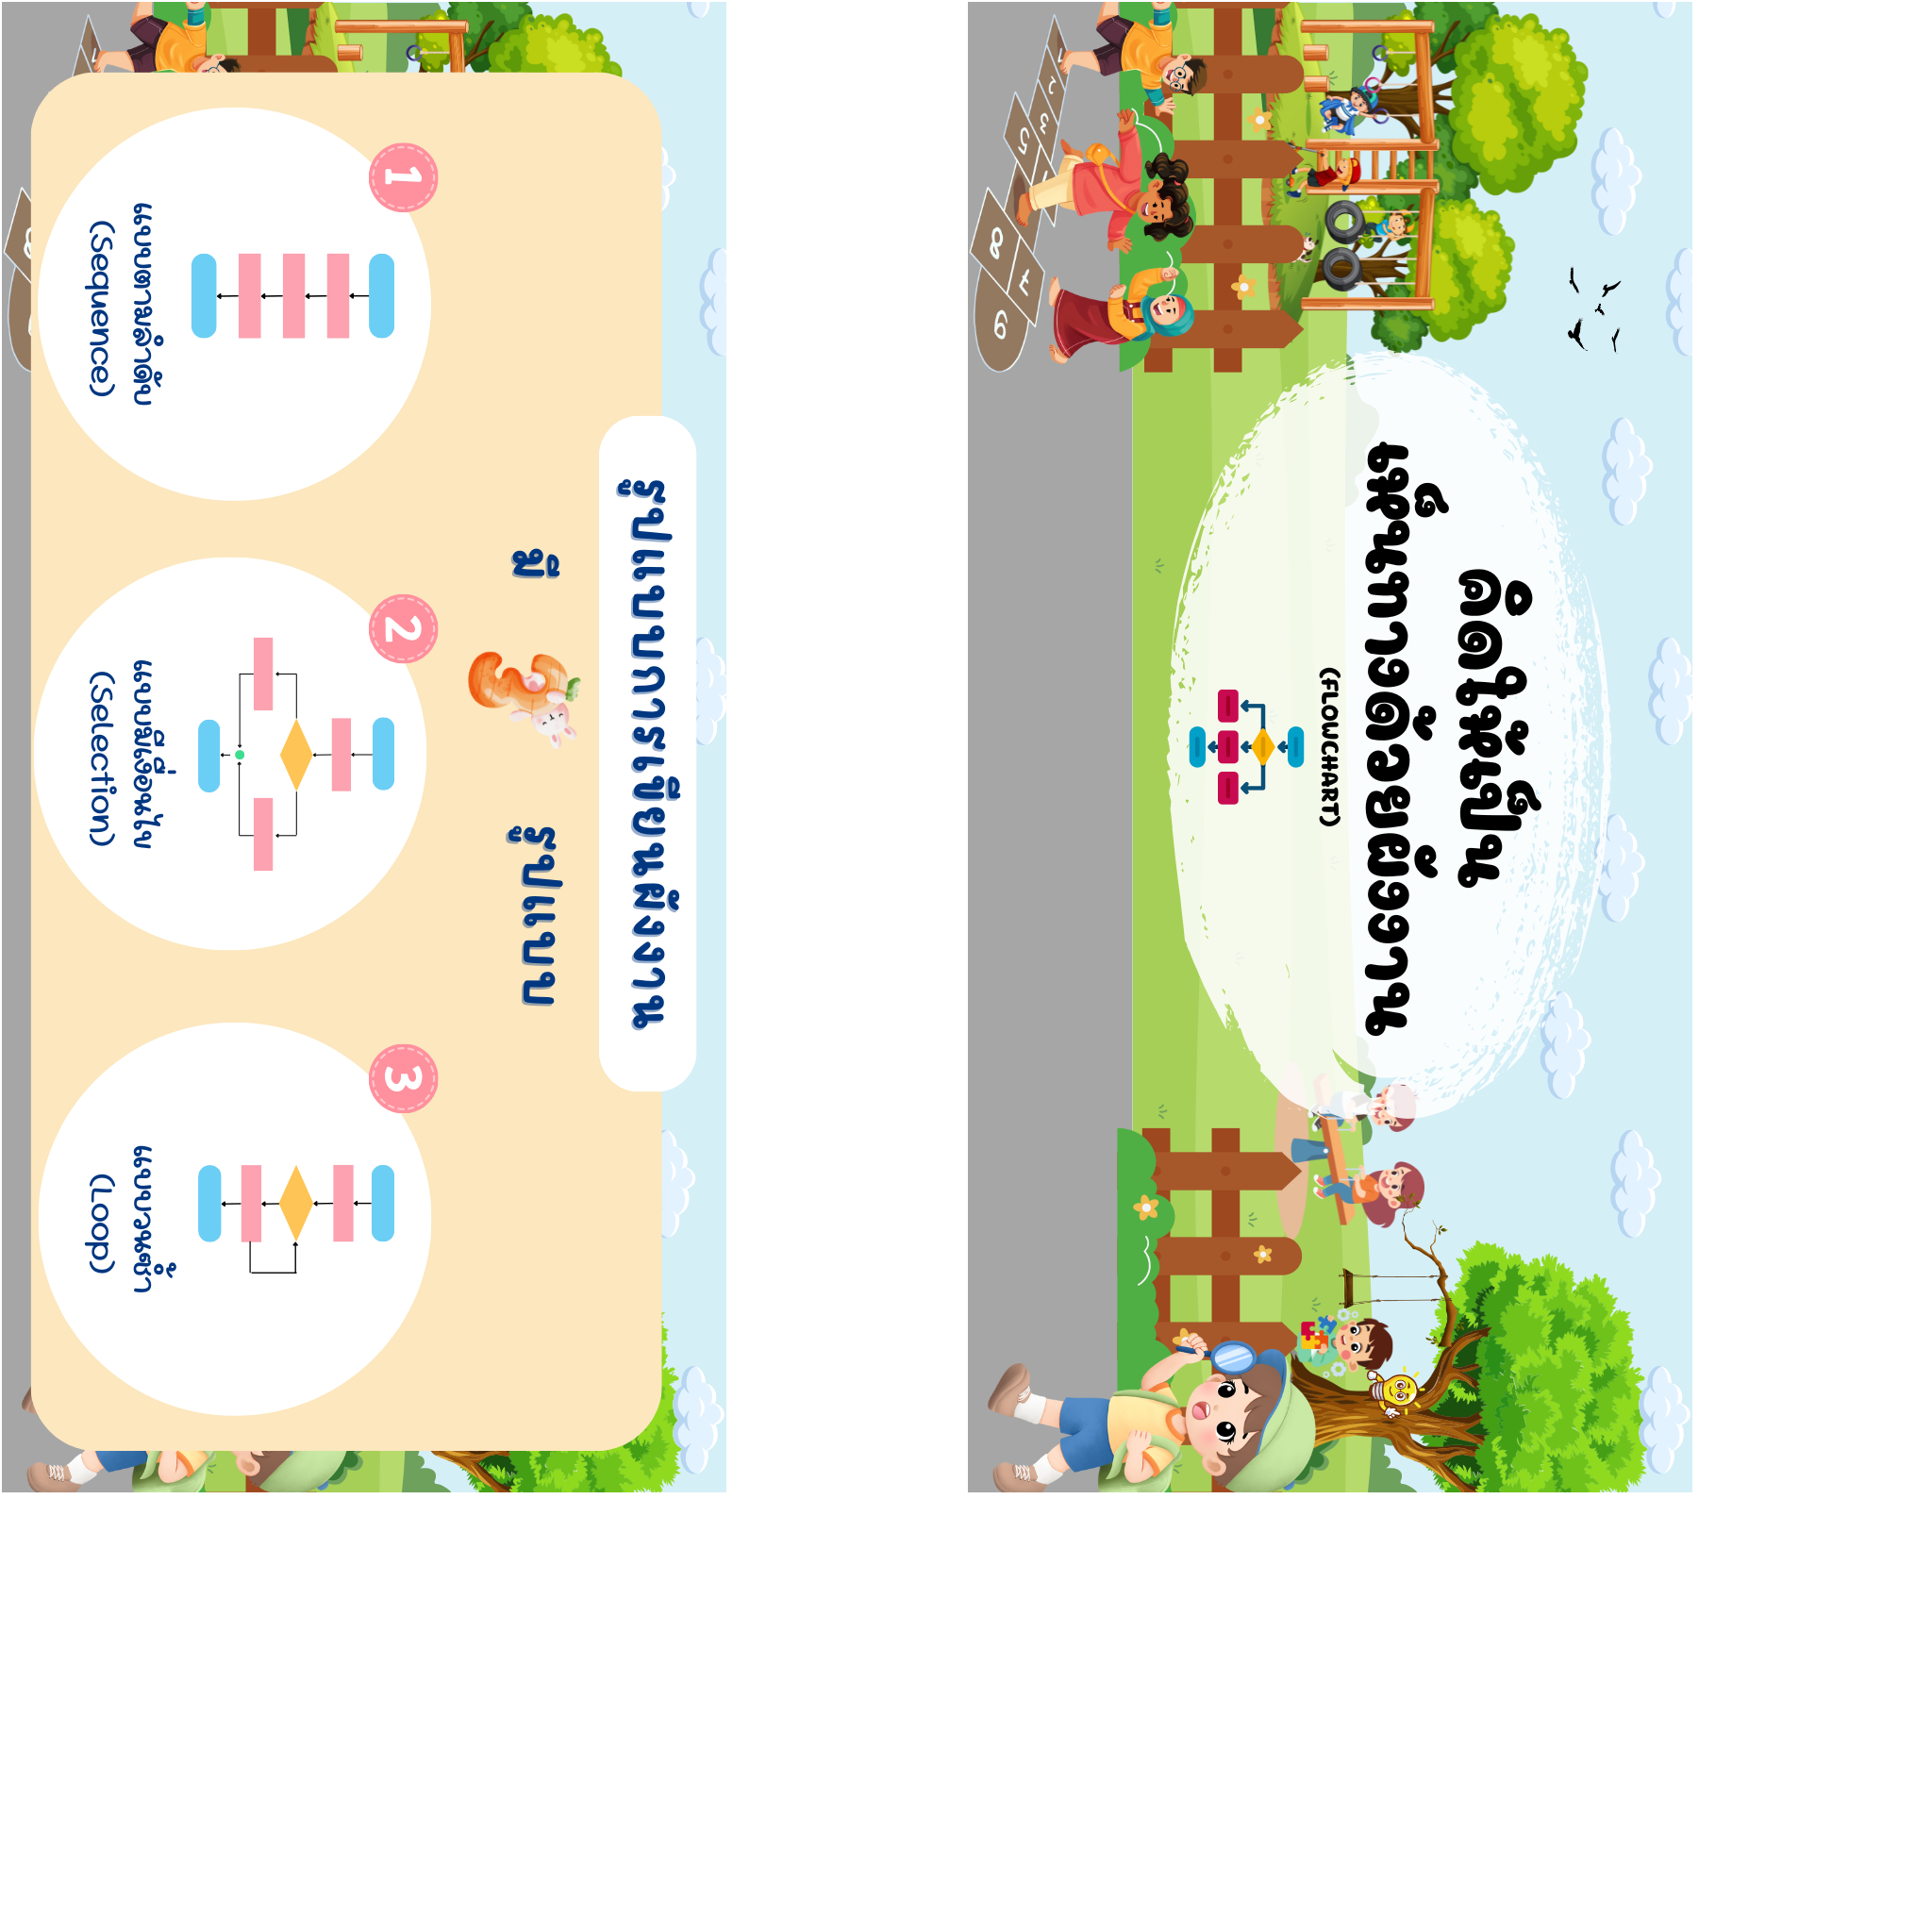 คิดให้เป็น
เส้นทางด้วยผังงาน
(FLOWCHART)
รูปแบบการเขียนผังงาน
มี 3 รูปแบบ
1
2
3
แบบตามลำดับ
(Sequence)
แบบมีเงื่อนไข
(Selection)
แบบวนซ้ำ
(Loop)